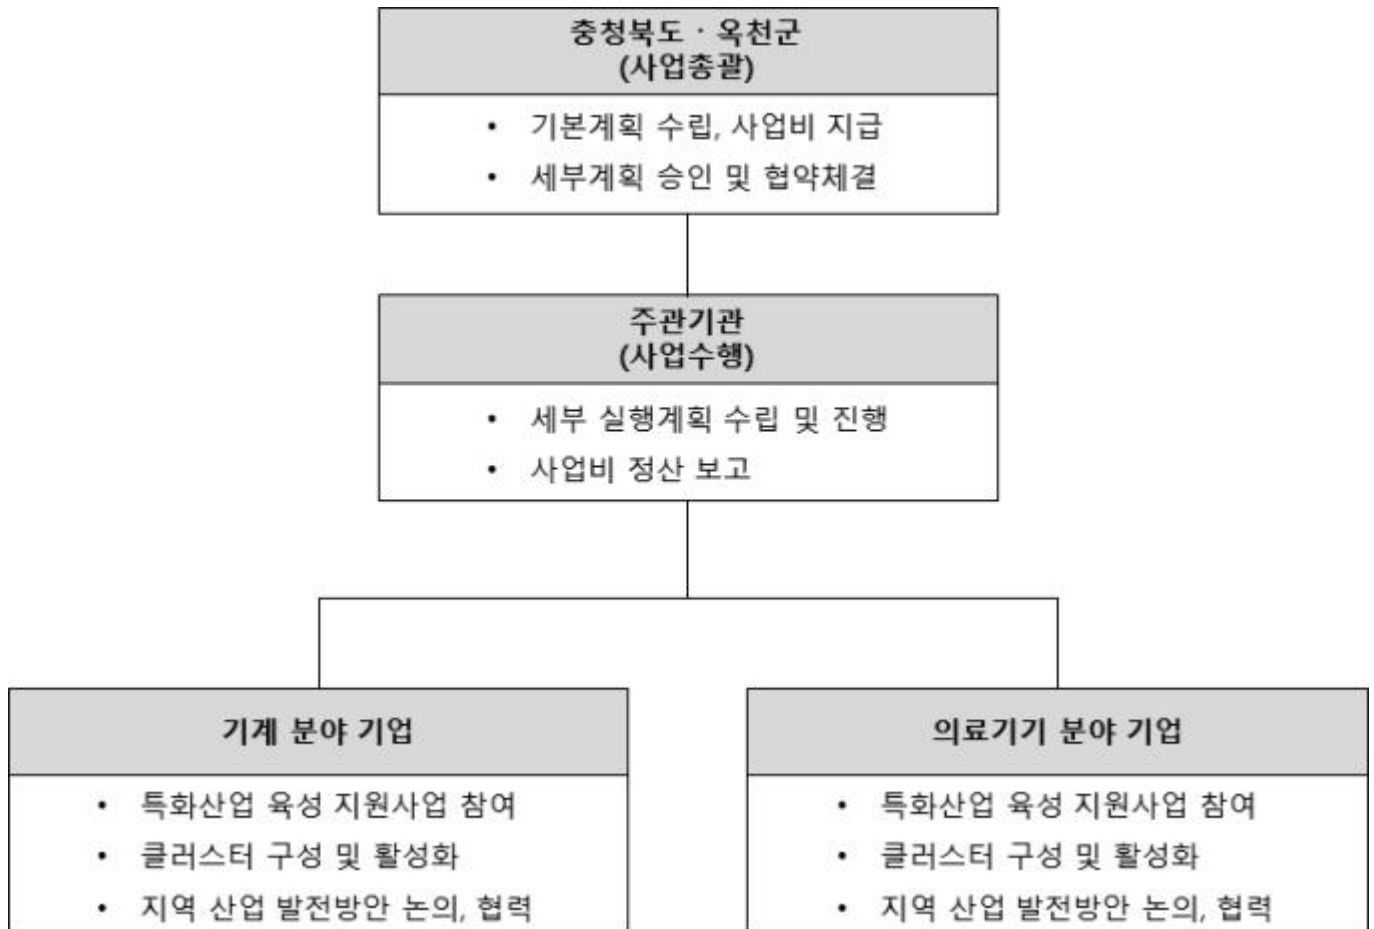 충청북도 · 옥천군
(사업총괄)
• 기본계획 수립, 사업비 지급
• 세부계획 승인 및 협약체결
주관기관
(사업수행)
• 세부 실행계획 수립 및 진행
• 사업비 정산 보고
기계 분야 기업
• 특화산업 육성 지원사업 참여
• 클러스터 구성 및 활성화
• 지역 산업 발전방안 논의, 협력
의료기기 분야 기업
• 특화산업 육성 지원사업 참여
• 클러스터 구성 및 활성화
• 지역 산업 발전방안 논의, 협력